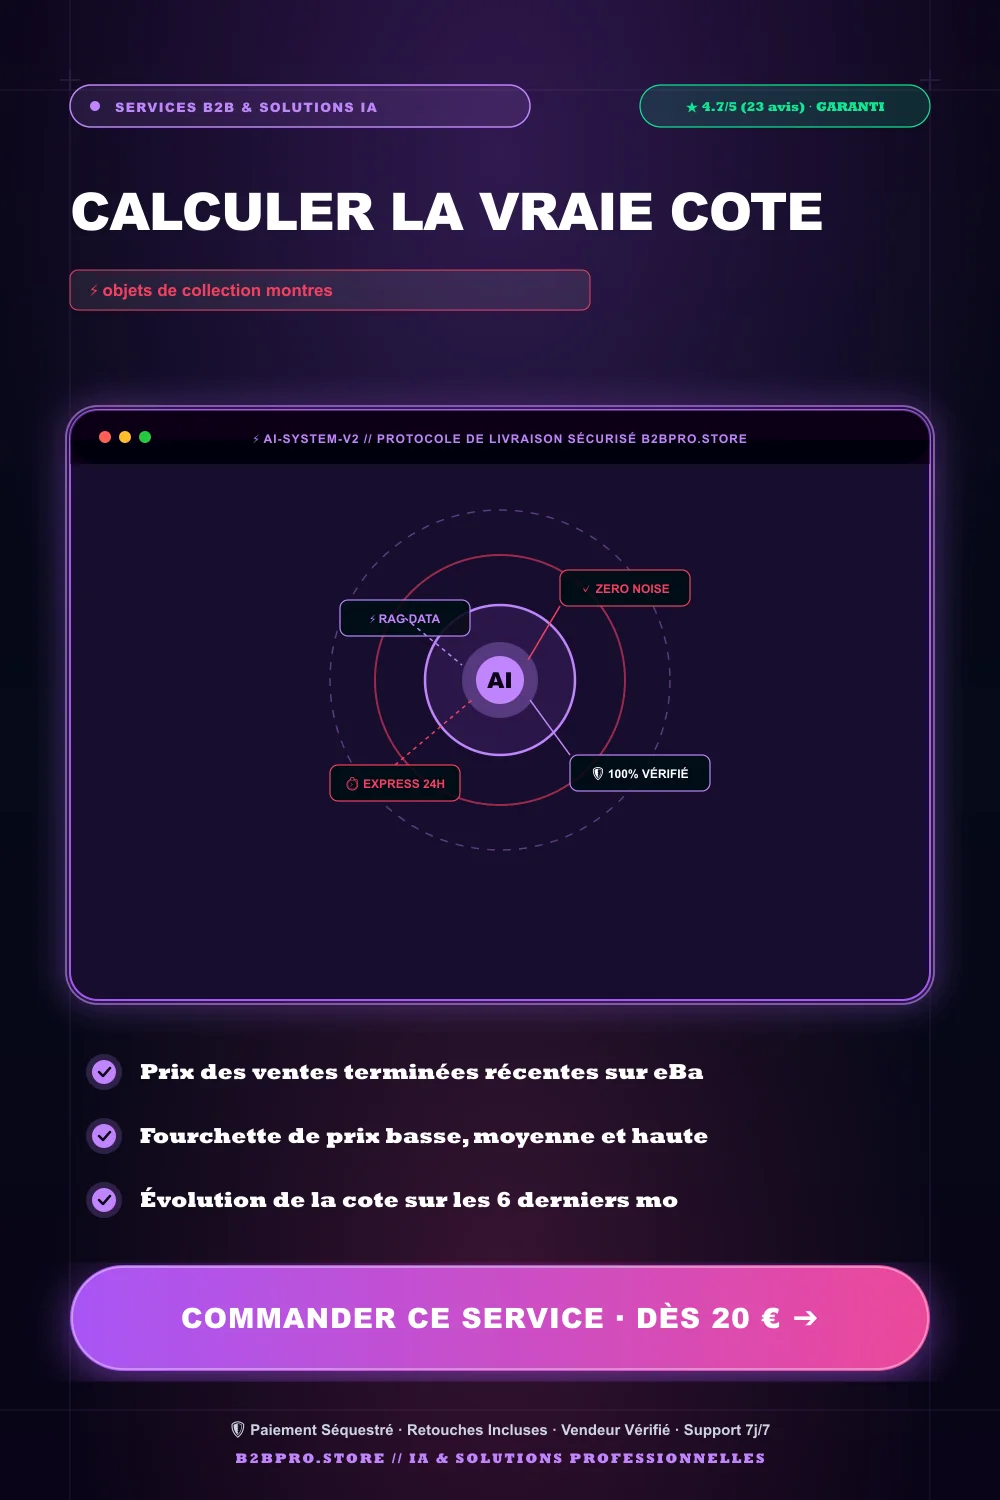 SERVICES B2B & SOLUTIONS IA
★ 4.7/5 (23 avis) · GARANTI
CALCULER LA VRAIE COTE
⚡ objets de collection montres
⚡ AI-SYSTEM-V2 // PROTOCOLE DE LIVRAISON SÉCURISÉ B2BPRO.STORE
✓ ZERO NOISE
⚡ RAG DATA
AI
⏱ EXPRESS 24H
🛡 100% VÉRIFIÉ
Prix des ventes terminées récentes sur eBa
Fourchette de prix basse, moyenne et haute
Évolution de la cote sur les 6 derniers mo
COMMANDER CE SERVICE · DÈS 20 € ➔
🛡 Paiement Séquestré · Retouches Incluses · Vendeur Vérifié · Support 7j/7
B2BPRO.STORE // IA & SOLUTIONS PROFESSIONNELLES